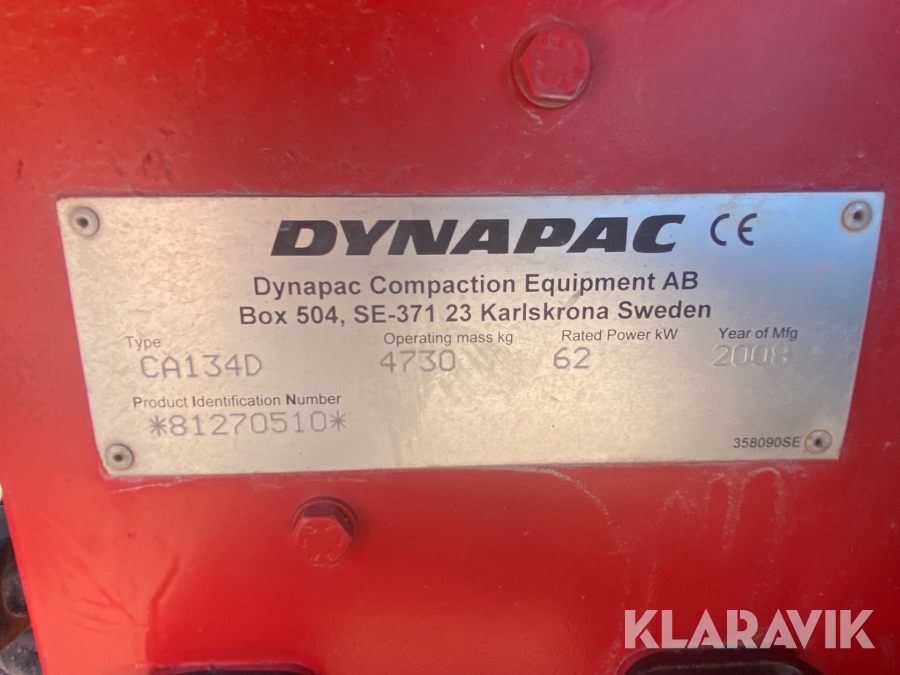 DYNAPAC CE
Dynapac Compaction Equipment AB
Box 504, SE-371 23 Karlskrona Sweden
Type Operating mass kg Rated Power kW Year of Mfg
CA134D 4730 62 2008
Product Identification Number
*81270510*
358090SE
KLARAVIK